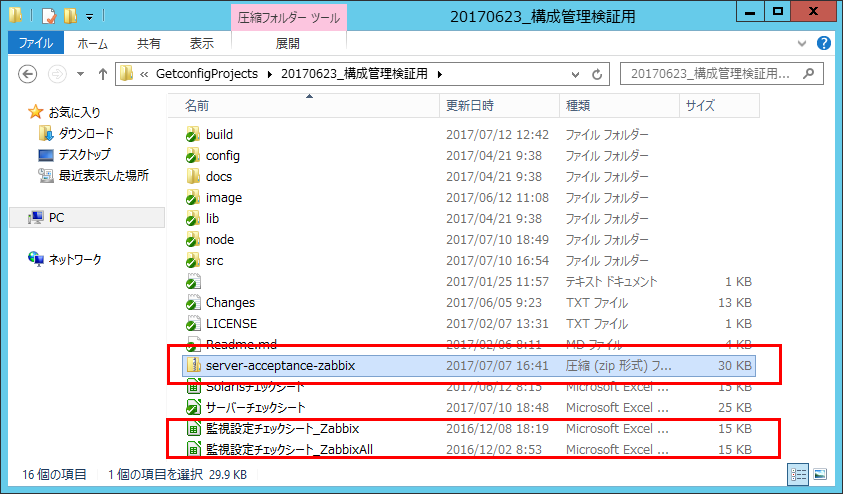 圧縮フォルダー ツール
20170623_構成管理検証用
ファイル ホーム 共有 表示 展開
« GetconfigProjects ▸ 20170623_構成管理検証用 ▸
20170623_構成管理検証用...
名前 更新日時 種類 サイズ
お気に入り
ダウンロード
デスクトップ
最近表示した場所
PC
ネットワーク
build 2017/07/12 12:42 ファイル フォルダー
config 2017/04/21 9:38 ファイル フォルダー
docs 2017/04/21 9:38 ファイル フォルダー
image 2017/06/12 11:08 ファイル フォルダー
lib 2017/04/21 9:38 ファイル フォルダー
node 2017/07/10 18:49 ファイル フォルダー
src 2017/07/10 16:54 ファイル フォルダー
2017/01/25 11:57 テキスト ドキュメント 1 KB
Changes 2017/06/05 9:23 TXT ファイル 13 KB
LICENSE 2017/02/07 13:31 TXT ファイル 2 KB
Readme.md 2017/02/06 8:11 MD ファイル 4 KB
server-acceptance-zabbix 2017/07/07 16:41 圧縮 (zip 形式) フ... 30 KB
Solarisチェックシート 2017/06/12 8:15 Microsoft Excel ... 15 KB
サーバーチェックシート 2017/07/10 18:48 Microsoft Excel ... 25 KB
監視設定チェックシート_Zabbix 2016/12/08 18:19 Microsoft Excel ... 15 KB
監視設定チェックシート_ZabbixAll 2016/12/02 8:53 Microsoft Excel ... 15 KB
16 個の項目 1 個の項目を選択 29.9 KB